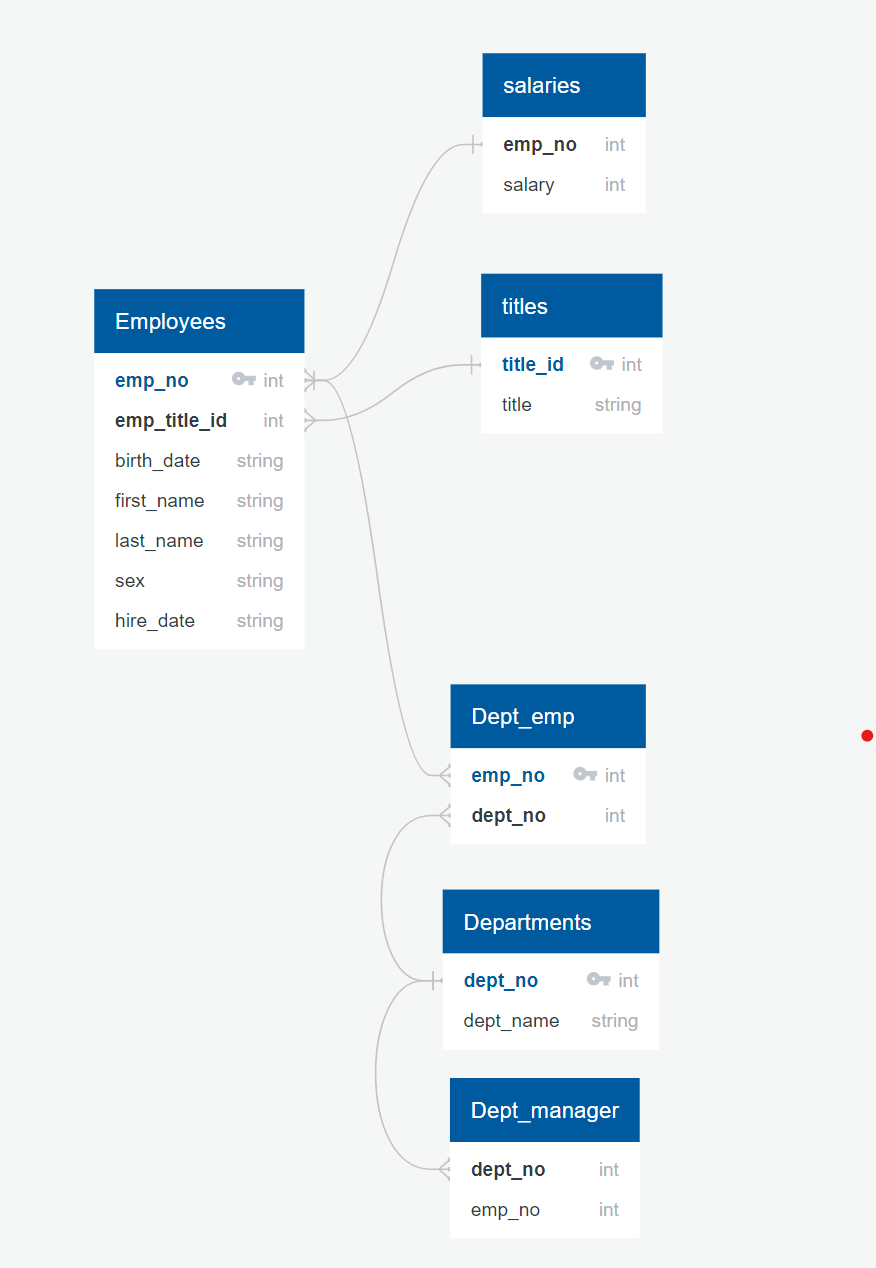 salaries
emp_no int
salary int
titles
title_id int
title string
Employees
emp_no int
emp_title_id int
birth_date string
first_name string
last_name string
sex string
hire_date string
Dept_emp
emp_no int
dept_no int
Departments
dept_no int
dept_name string
Dept_manager
dept_no int
emp_no int